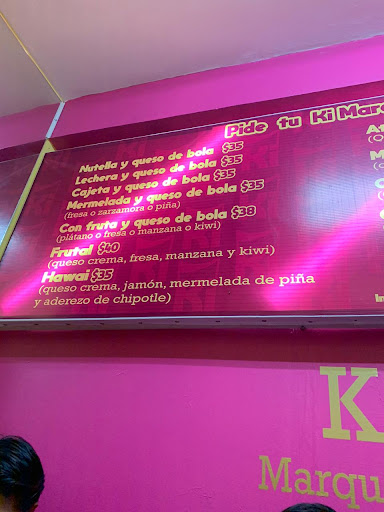 Pide tu Ki Mar
Nutella y queso de bola $35
Lechera y queso de bola $35
Cajeta y queso de bola $35
Mermelada y queso de bola $35
(fresa o zarzamora o piña)
Con fruta y queso de bola $38
(plátano o fresa o manzana o kiwi)
Frutal $40
(queso crema, fresa, manzana y kiwi)
Hawai $35
(queso crema, jamón, mermelada de piña
y aderezo de chipotle)
K
Marqu